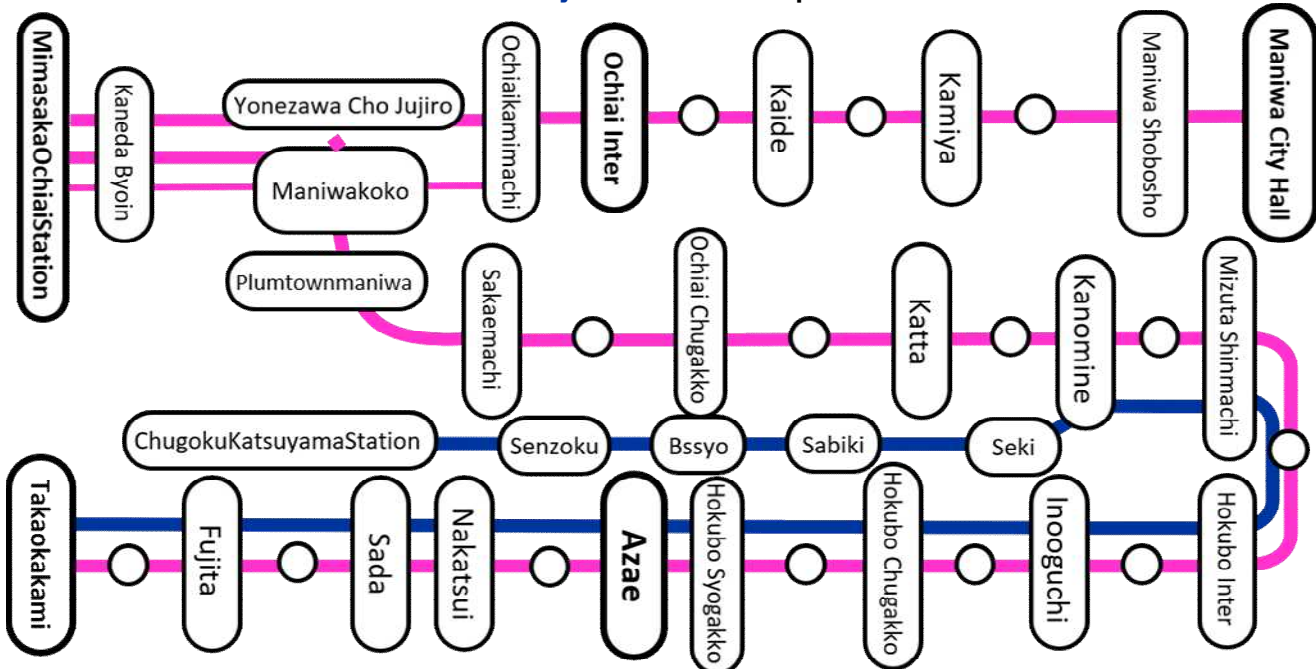 MimasakaOchiaiStation
Kaneda Byoin
Yonezawa Cho Jujiro
Maniwakoko
Plumtownmaniwa
Ochiaikamimachi
Ochiai Inter
Kaide
Kamiya
Maniwa Shobosho
Maniwa City Hall
Sakaemachi
Ochiai Chugakko
Katta
Kanomine
Mizuta Shinmachi
ChugokuKatsuyamaStation
Senzoku
Bssyo
Sabiki
Seki
Takaokakami
Fujita
Sada
Nakatsui
Azae
Hokubo Syogakko
Hokubo Chugakko
Inooguchi
Hokubo Inter